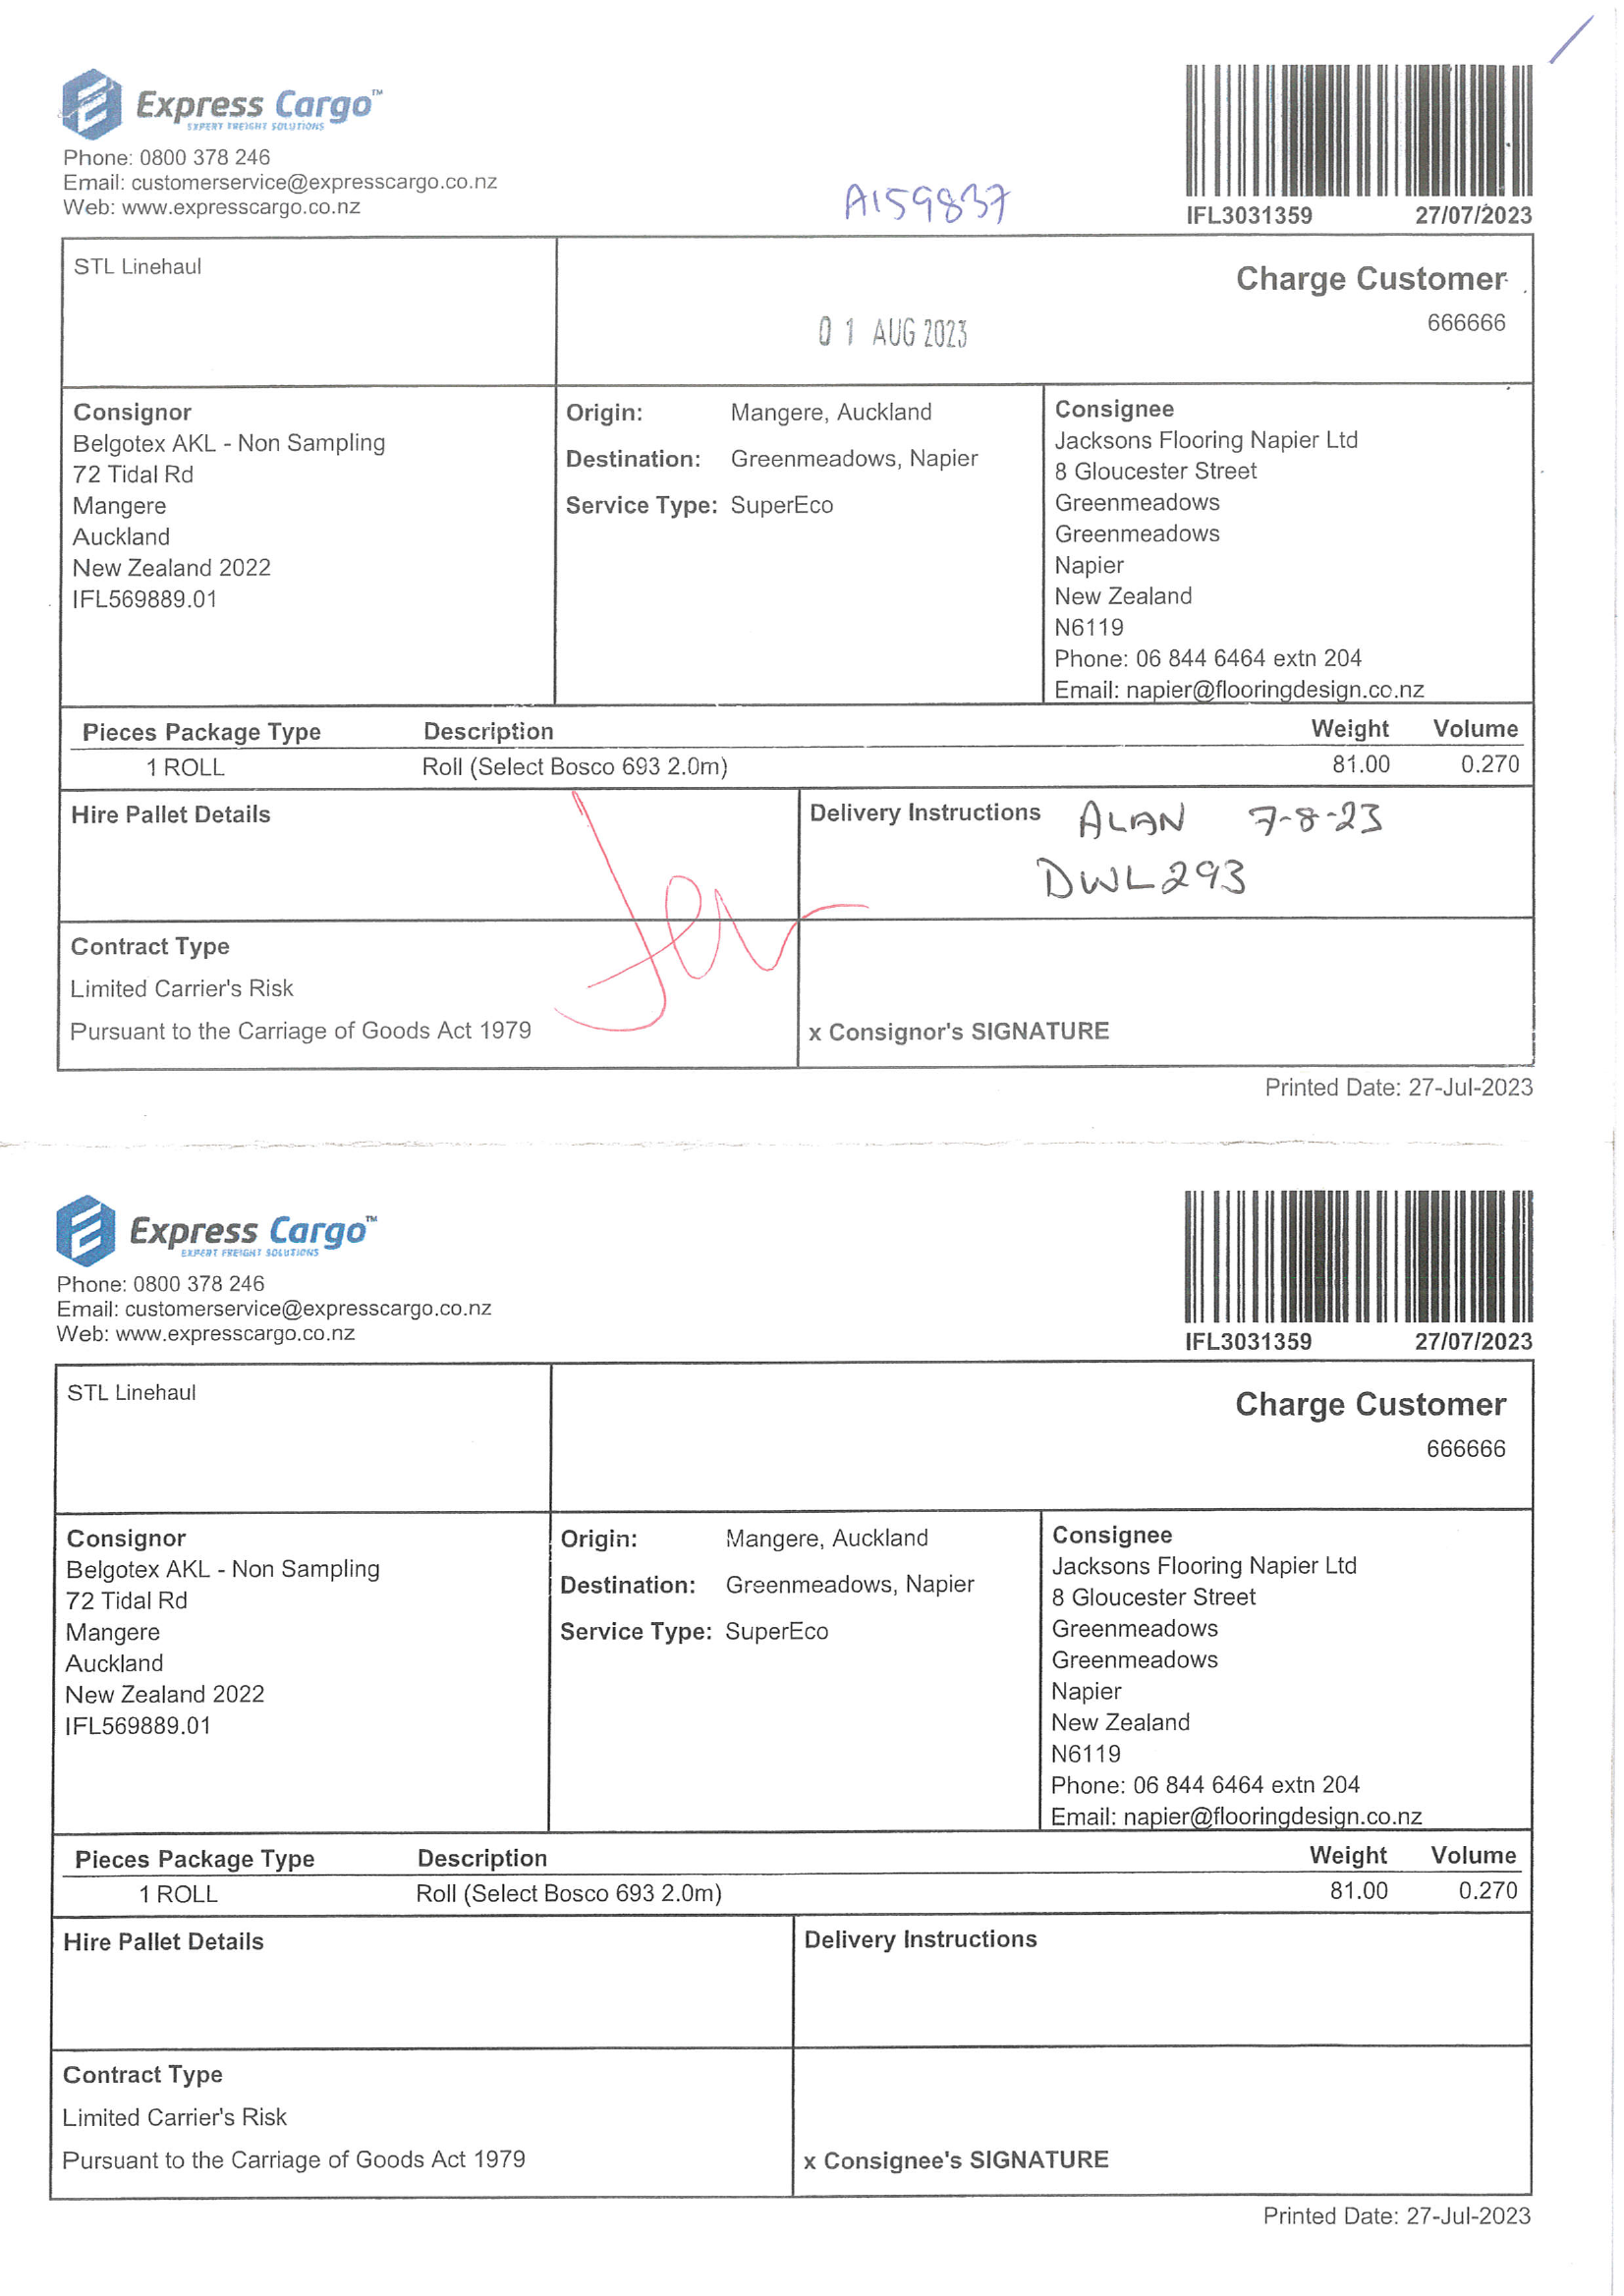 Express Cargo™
EXPERT FREIGHT SOLUTIONS
Phone: 0800 378 246
Email: customerservice@expresscargo.co.nz
Web: www.expresscargo.co.nz
A159837
IFL3031359 27/07/2023
STL Linehaul
Charge Customer
666666
01 AUG 2023
Consignor
Belgotex AKL - Non Sampling
72 Tidal Rd
Mangere
Auckland
New Zealand 2022
IFL569889.01
Origin: Mangere, Auckland
Destination: Greenmeadows, Napier
Service Type: SuperEco
Consignee
Jacksons Flooring Napier Ltd
8 Gloucester Street
Greenmeadows
Greenmeadows
Napier
New Zealand
N6119
Phone: 06 844 6464 extn 204
Email: napier@flooringdesign.co.nz
Pieces Package Type Description Weight Volume
1 ROLL Roll (Select Bosco 693 2.0m) 81.00 0.270
Hire Pallet Details
Delivery Instructions ALAN 7-8-23
DWL293
Contract Type
Limited Carrier's Risk
Pursuant to the Carriage of Goods Act 1979
x Consignor's SIGNATURE
Printed Date: 27-Jul-2023
Express Cargo™
EXPERT FREIGHT SOLUTIONS
Phone: 0800 378 246
Email: customerservice@expresscargo.co.nz
Web: www.expresscargo.co.nz
IFL3031359 27/07/2023
STL Linehaul
Charge Customer
666666
Consignor
Belgotex AKL - Non Sampling
72 Tidal Rd
Mangere
Auckland
New Zealand 2022
IFL569889.01
Origin: Mangere, Auckland
Destination: Greenmeadows, Napier
Service Type: SuperEco
Consignee
Jacksons Flooring Napier Ltd
8 Gloucester Street
Greenmeadows
Greenmeadows
Napier
New Zealand
N6119
Phone: 06 844 6464 extn 204
Email: napier@flooringdesign.co.nz
Pieces Package Type Description Weight Volume
1 ROLL Roll (Select Bosco 693 2.0m) 81.00 0.270
Hire Pallet Details
Delivery Instructions
Contract Type
Limited Carrier's Risk
Pursuant to the Carriage of Goods Act 1979
x Consignee's SIGNATURE
Printed Date: 27-Jul-2023